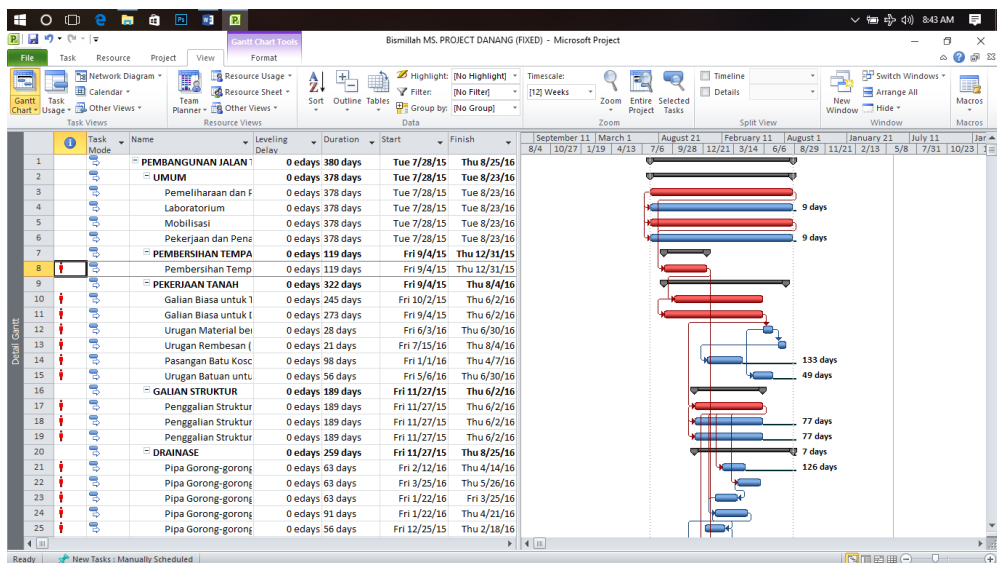 8:43 AM
Gantt Chart Tools
Bismillah MS. PROJECT DANANG (FIXED) - Microsoft Project
File Task Resource Project View Format
Gantt Chart
Task Usage
Network Diagram
Calendar
Other Views
Task Views
Team Planner
Resource Usage
Resource Sheet
Other Views
Resource Views
Sort
Outline
Tables
Highlight: [No Highlight]
Filter: [No Filter]
Group by: [No Group]
Data
Timescale:
[12] Weeks
Zoom
Entire Project
Selected Tasks
Zoom
Timeline
Details
Split View
New Window
Switch Windows
Arrange All
Hide
Window
Macros
Macros
Task Mode Name Leveling Delay Duration Start Finish
September 11 March 1 August 21 February 11 August 1 January 21 July 11
8/4 10/27 1/19 4/13 7/6 9/28 12/21 3/14 6/6 8/29 11/21 2/13 5/8 7/31 10/23
1 PEMBANGUNAN JALAN 0 edays 380 days Tue 7/28/15 Thu 8/25/16
2 UMUM 0 edays 378 days Tue 7/28/15 Tue 8/23/16
3 Pemeliharaan dan 0 edays 378 days Tue 7/28/15 Tue 8/23/16
4 Laboratorium 0 edays 378 days Tue 7/28/15 Tue 8/23/16 9 days
5 Mobilisasi 0 edays 378 days Tue 7/28/15 Tue 8/23/16
6 Pekerjaan dan Pena 0 edays 378 days Tue 7/28/15 Tue 8/23/16 9 days
7 PEMBERSIHAN TEMPA 0 edays 119 days Fri 9/4/15 Thu 12/31/15
8 Pembersihan Temp 0 edays 119 days Fri 9/4/15 Thu 12/31/15
9 PEKERJAAN TANAH 0 edays 322 days Fri 9/4/15 Thu 8/4/16
10 Galian Biasa untuk 0 edays 245 days Fri 10/2/15 Thu 6/2/16
11 Galian Biasa untuk 0 edays 273 days Fri 9/4/15 Thu 6/2/16
12 Urugan Material ber 0 edays 28 days Fri 6/3/16 Thu 6/30/16
13 Urugan Rembesan ( 0 edays 21 days Fri 7/15/16 Thu 8/4/16
14 Pasangan Batu Kosc 0 edays 98 days Fri 1/1/16 Thu 4/7/16 133 days
15 Urugan Batuan untu 0 edays 56 days Fri 5/6/16 Thu 6/30/16 49 days
16 GALIAN STRUKTUR 0 edays 189 days Fri 11/27/15 Thu 6/2/16
17 Penggalian Struktur 0 edays 189 days Fri 11/27/15 Thu 6/2/16
18 Penggalian Struktur 0 edays 189 days Fri 11/27/15 Thu 6/2/16 77 days
19 Penggalian Struktur 0 edays 189 days Fri 11/27/15 Thu 6/2/16 77 days
20 DRAINASE 0 edays 259 days Fri 11/27/15 Thu 8/25/16 7 days
21 Pipa Gorong-gorong 0 edays 63 days Fri 2/12/16 Thu 4/14/16 126 days
22 Pipa Gorong-gorong 0 edays 63 days Fri 3/25/16 Thu 5/26/16
23 Pipa Gorong-gorong 0 edays 63 days Fri 1/22/16 Fri 3/25/16
24 Pipa Gorong-gorong 0 edays 91 days Fri 1/22/16 Thu 4/21/16
25 Pipa Gorong-gorong 0 edays 56 days Fri 12/25/15 Thu 2/18/16
Detail Gantt
Ready New Tasks : Manually Scheduled